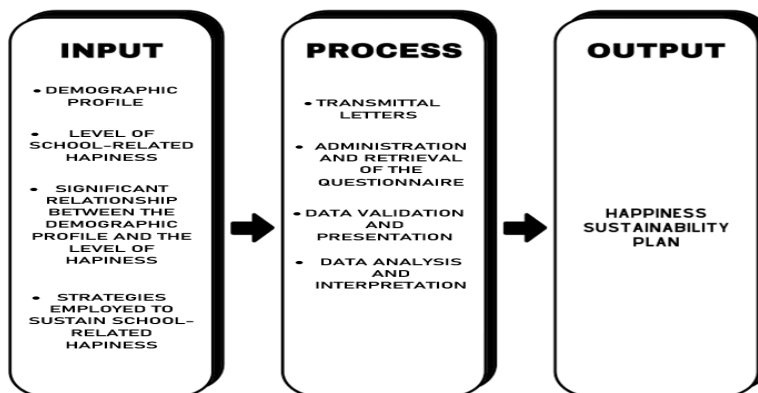 INPUT
• DEMOGRAPHIC
PROFILE
• LEVEL OF
SCHOOL-RELATED
HAPINESS
• SIGNIFICANT
RELATIONSHIP
BETWEEN THE
DEMOGRAPHIC
PROFILE AND THE
LEVEL OF
HAPINESS
• STRATEGIES
EMPLOYED TO
SUSTAIN SCHOOL-
RELATED
HAPINESS
PROCESS
• TRANSMITTAL
LETTERS
• ADMINISTRATION
AND RETRIEVAL
OF THE
QUESTIONNAIRE
• DATA VALIDATION
AND
PRESENTATION
• DATA ANALYSIS
AND
INTERPRETATION
OUTPUT
HAPPINESS
SUSTAINABILITY
PLAN